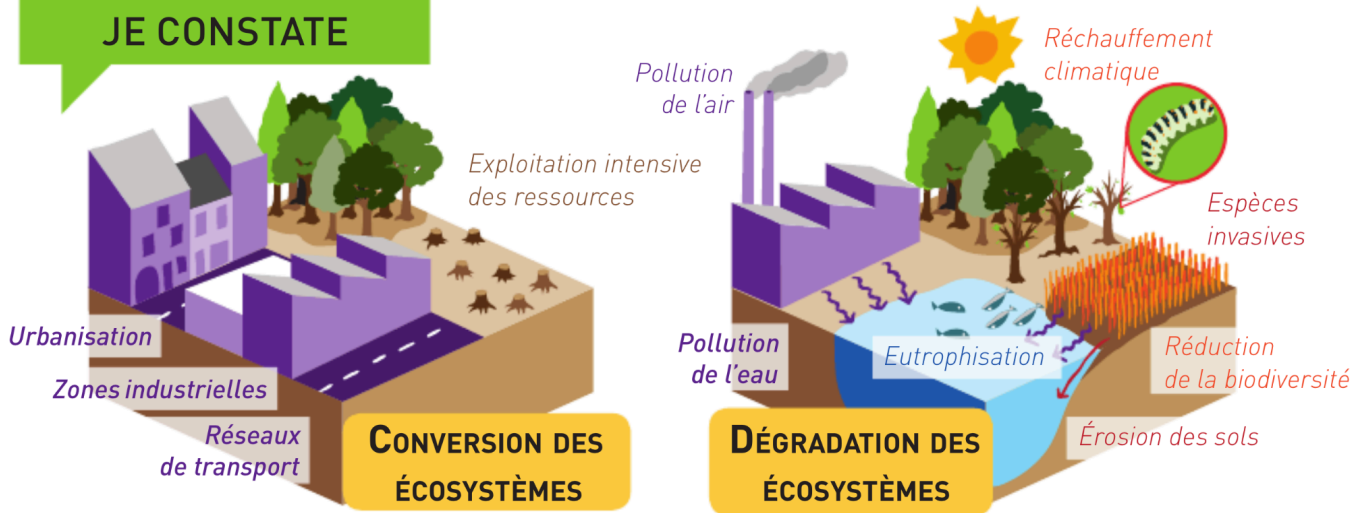 JE CONSTATE
Exploitation intensive
des ressources
Urbanisation
Zones industrielles
Réseaux
de transport
CONVERSION DES
ÉCOSYSTÈMES
Pollution
de l'air
Réchauffement
climatique
Espèces
invasives
Pollution
de l'eau
Eutrophisation
Réduction
de la biodiversité
Érosion des sols
DÉGRADATION DES
ÉCOSYSTÈMES